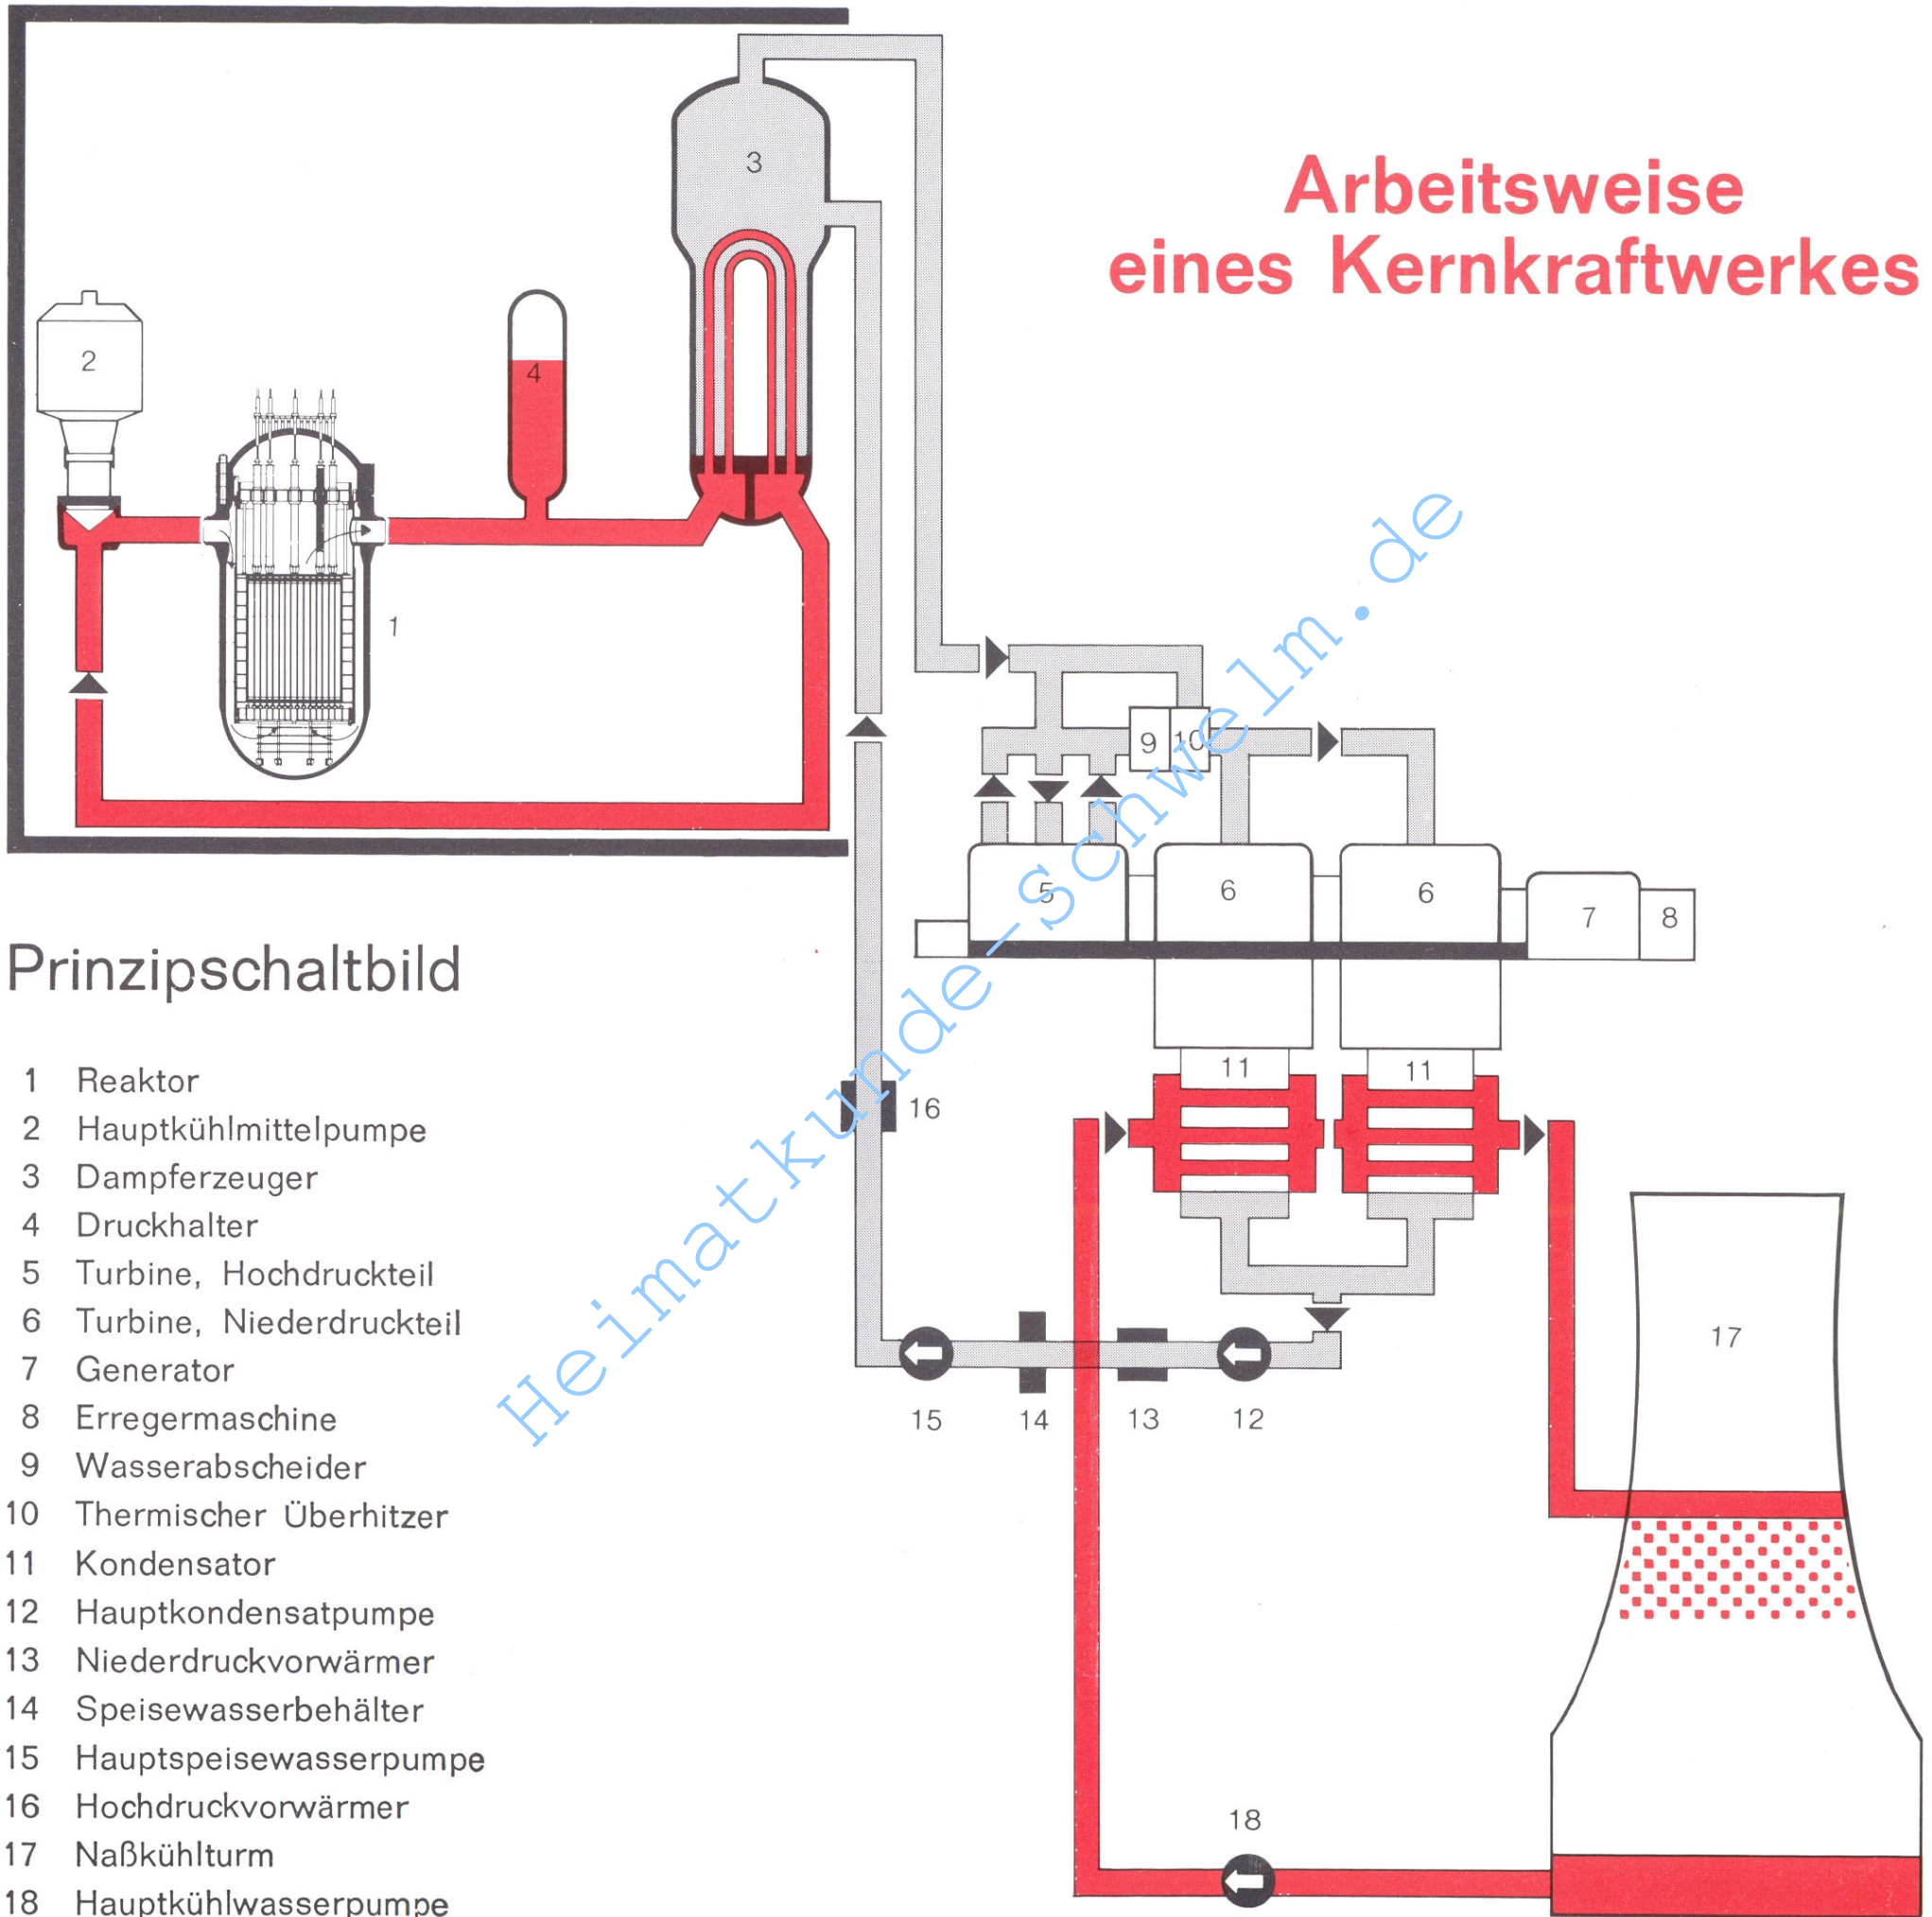 Arbeitsweise
eines Kernkraftwerkes
2
1
4
3
9
10
5
6
6
7
8
11
11
16
15
14
13
12
17
18
Prinzipschaltbild
1 Reaktor
2 Hauptkühlmittelpumpe
3 Dampferzeuger
4 Druckhalter
5 Turbine, Hochdruckteil
6 Turbine, Niederdruckteil
7 Generator
8 Erregermaschine
9 Wasserabscheider
10 Thermischer Überhitzer
11 Kondensator
12 Hauptkondensatpumpe
13 Niederdruckvorwärmer
14 Speisewasserbehälter
15 Hauptspeisewasserpumpe
16 Hochdruckvorwärmer
17 Naßkühlturm
18 Hauptkühlwasserpumpe
Heimatkunde-Schwelm.de